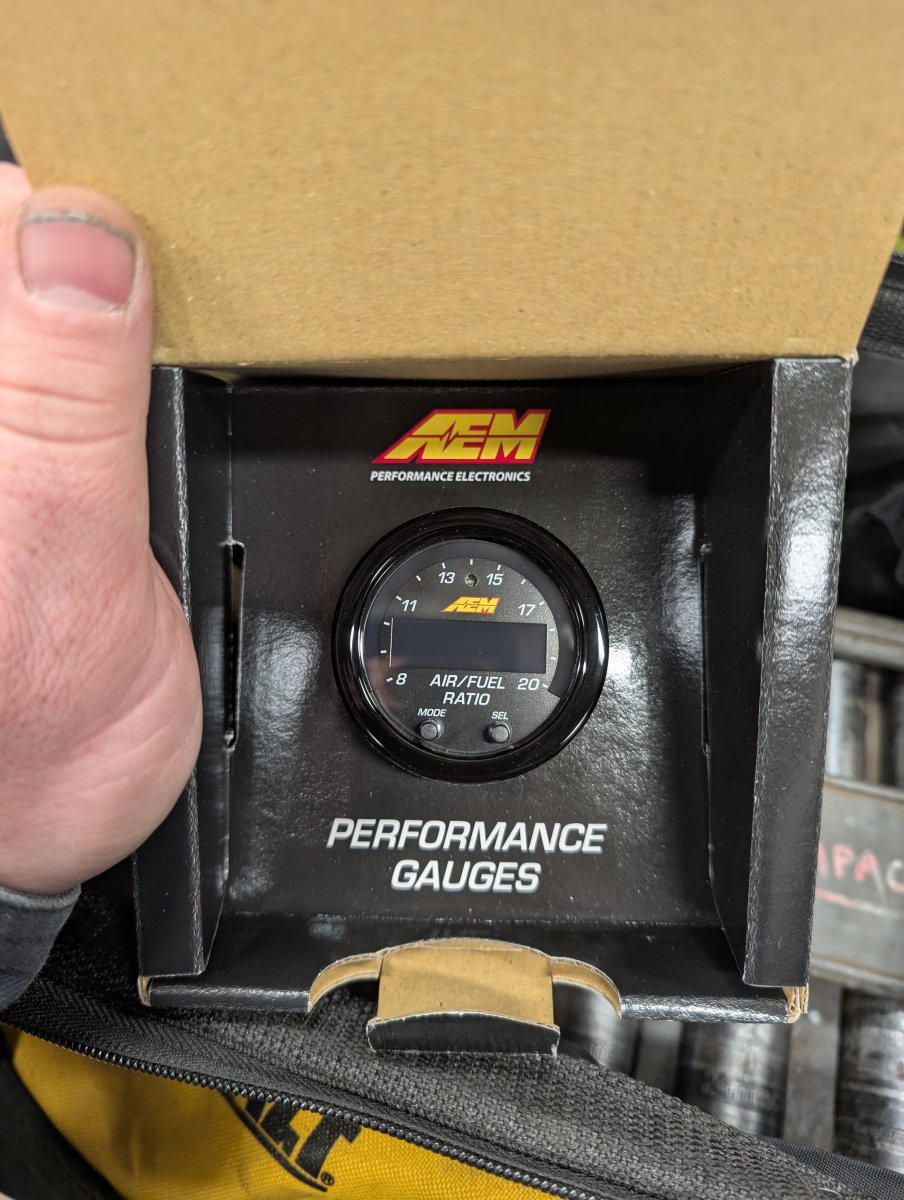 AEM
PERFORMANCE ELECTRONICS
13 15
11 17
AEM
8 AIR/FUEL 20
RATIO
MODE SEL
PERFORMANCE
GAUGES